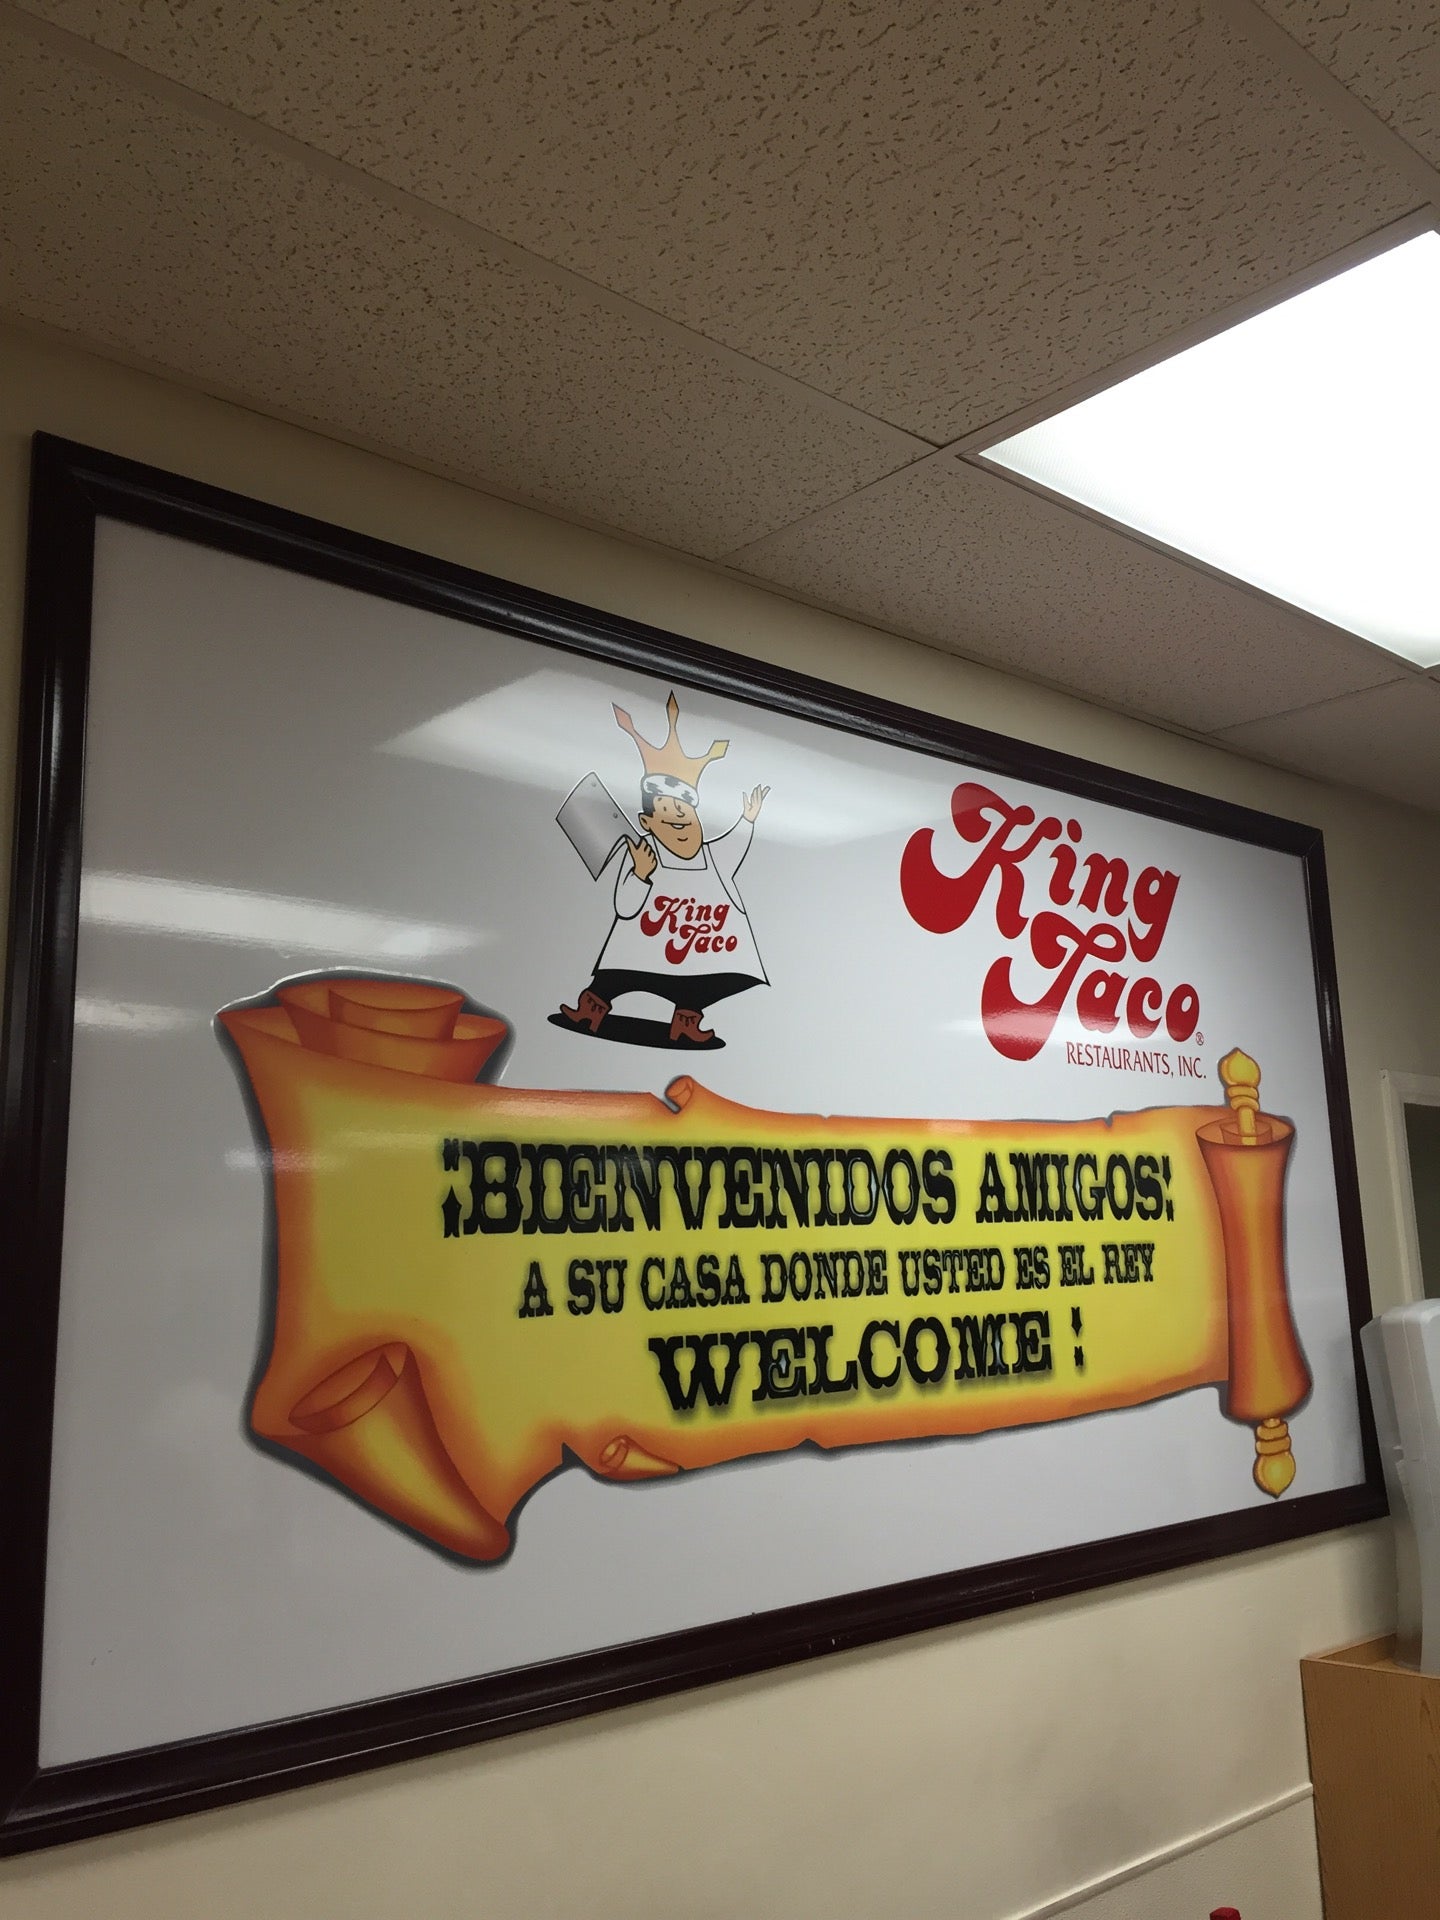 King
Taco
King
Taco®
RESTAURANTS, INC.
¡BIENVENIDOS AMIGOS!
A SU CASA DONDE USTED ES EL REY
WELCOME !